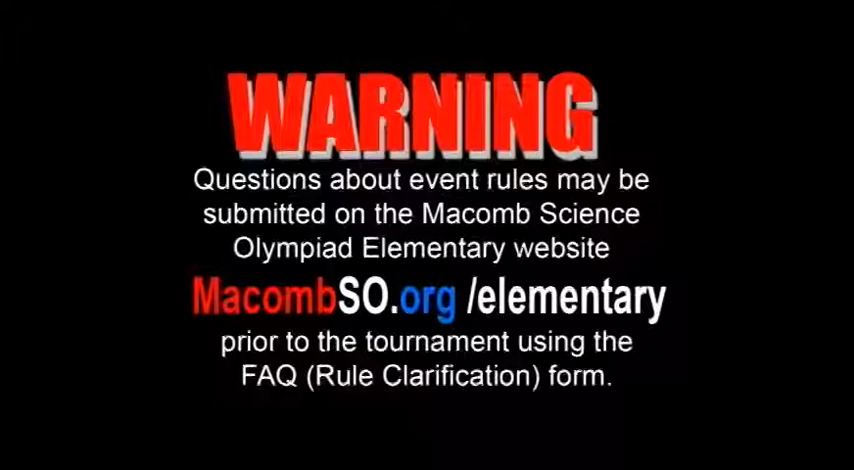 WARNING
Questions about event rules may be
submitted on the Macomb Science
Olympiad Elementary website
MacombSO.org /elementary
prior to the tournament using the
FAQ (Rule Clarification) form.